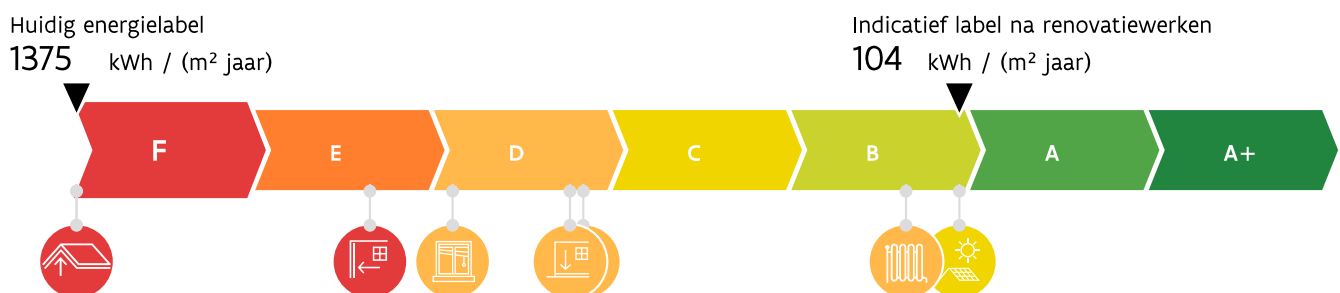 Huidig energielabel
1375 kWh / (m² jaar)
Indicatief label na renovatiewerken
104 kWh / (m² jaar)
F E D C B A A+